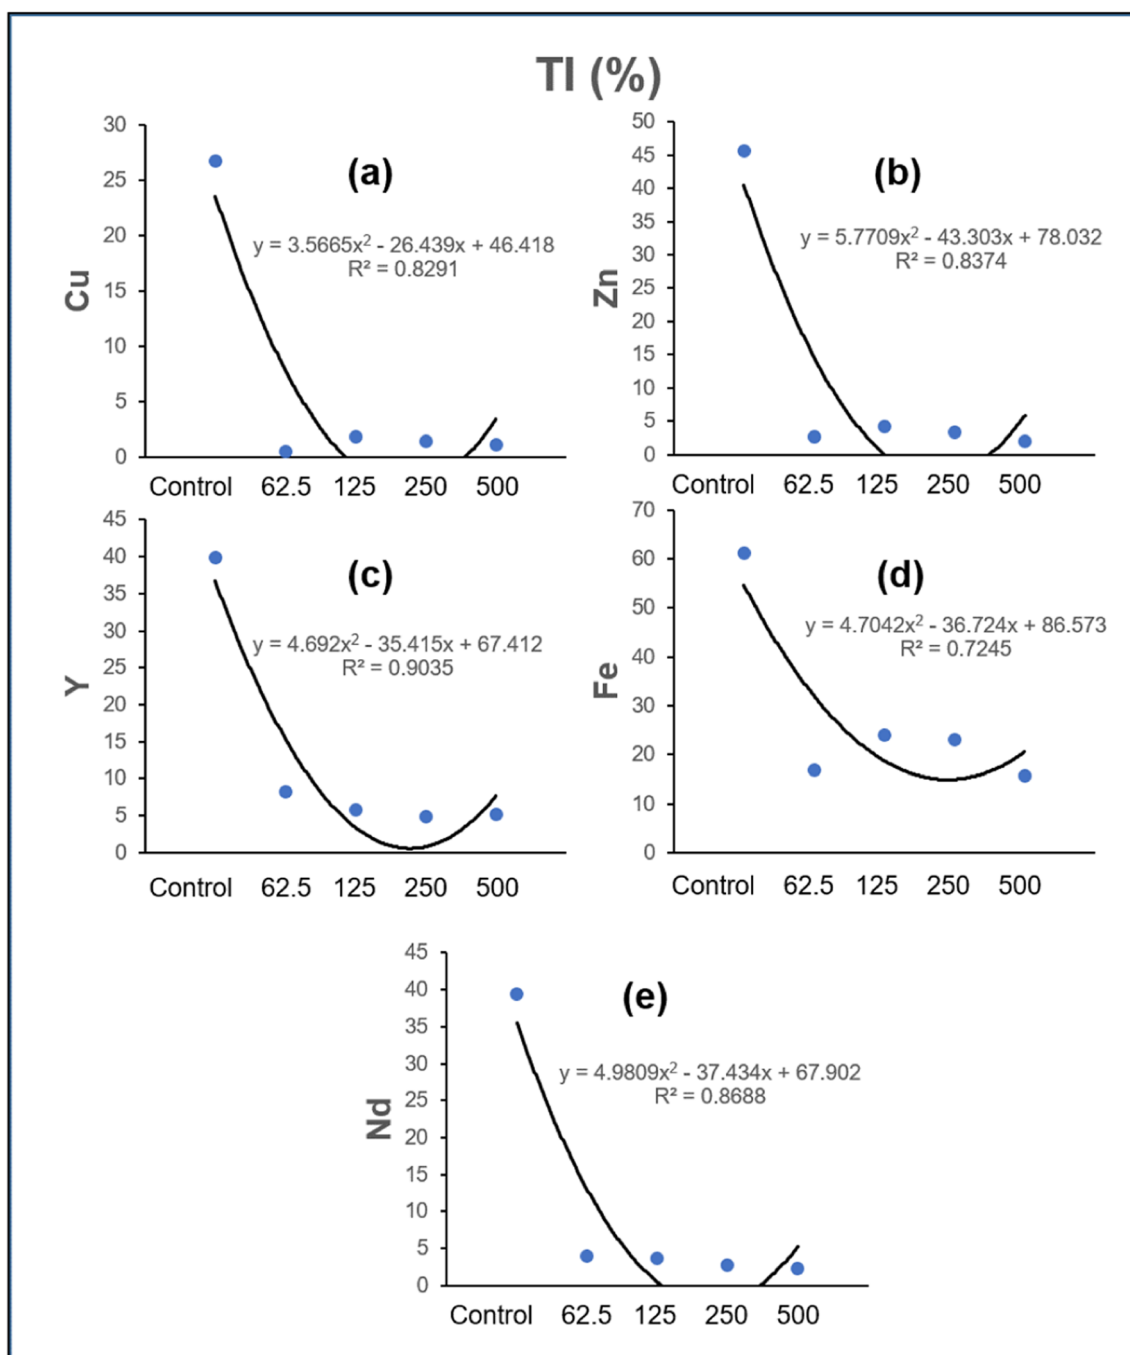 TI (%)
Cu
30
25
20
15
10
5
0
(a)
y = 3.5665x² - 26.439x + 46.418
R² = 0.8291
Control 62.5 125 250 500
Zn
50
45
40
35
30
25
20
15
10
5
0
(b)
y = 5.7709x² - 43.303x + 78.032
R² = 0.8374
Control 62.5 125 250 500
Y
45
40
35
30
25
20
15
10
5
0
(c)
y = 4.692x² - 35.415x + 67.412
R² = 0.9035
Control 62.5 125 250 500
Fe
70
60
50
40
30
20
10
0
(d)
y = 4.7042x² - 36.724x + 86.573
R² = 0.7245
Control 62.5 125 250 500
Nd
45
40
35
30
25
20
15
10
5
0
(e)
y = 4.9809x² - 37.434x + 67.902
R² = 0.8688
Control 62.5 125 250 500